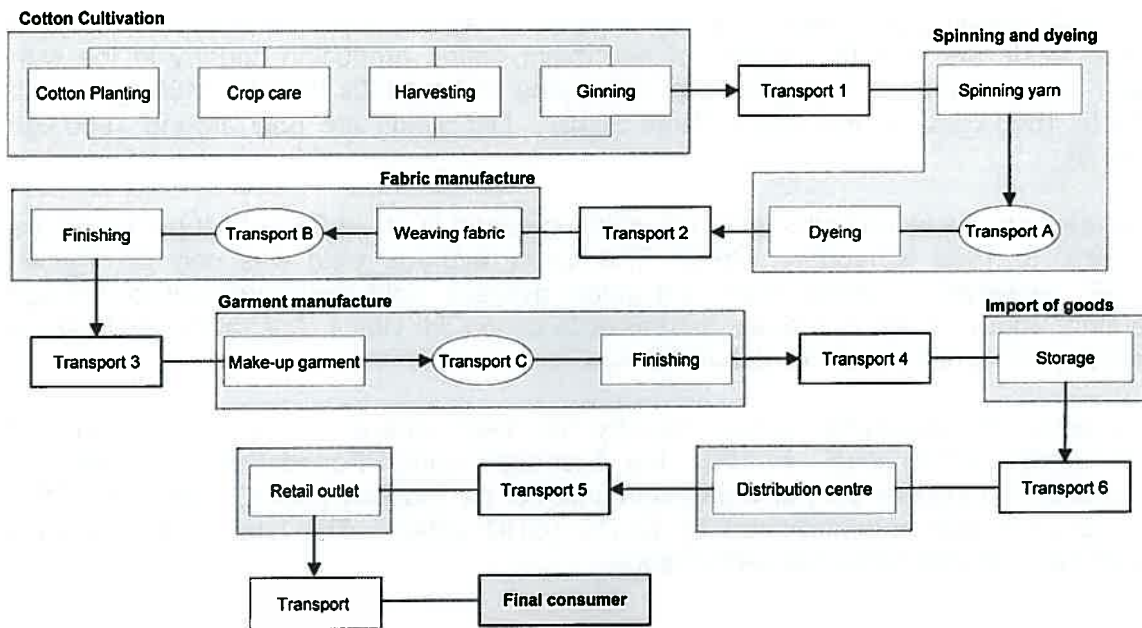 Cotton Cultivation
Cotton Planting
Crop care
Harvesting
Ginning
Transport 1
Spinning and dyeing
Spinning yarn
Fabric manufacture
Finishing
Transport B
Weaving fabric
Transport 2
Dyeing
Transport A
Garment manufacture
Transport 3
Make-up garment
Transport C
Finishing
Transport 4
Import of goods
Storage
Retail outlet
Transport 5
Distribution centre
Transport 6
Transport
Final consumer